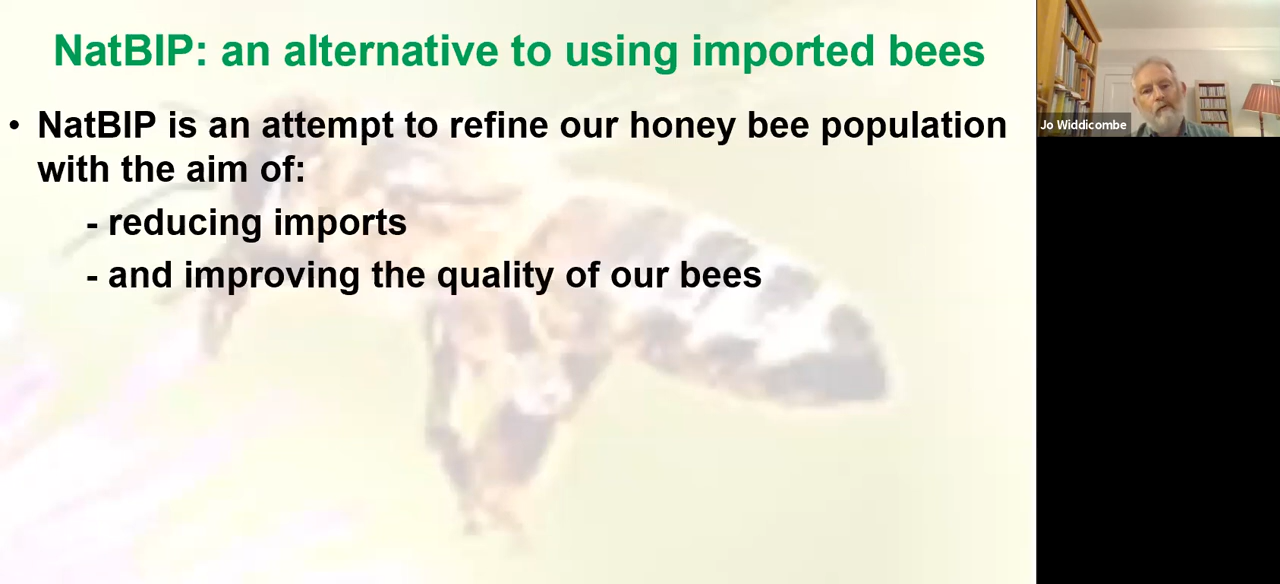 NatBIP: an alternative to using imported bees
• NatBIP is an attempt to refine our honey bee population
with the aim of:
- reducing imports
- and improving the quality of our bees
Jo Widdicombe